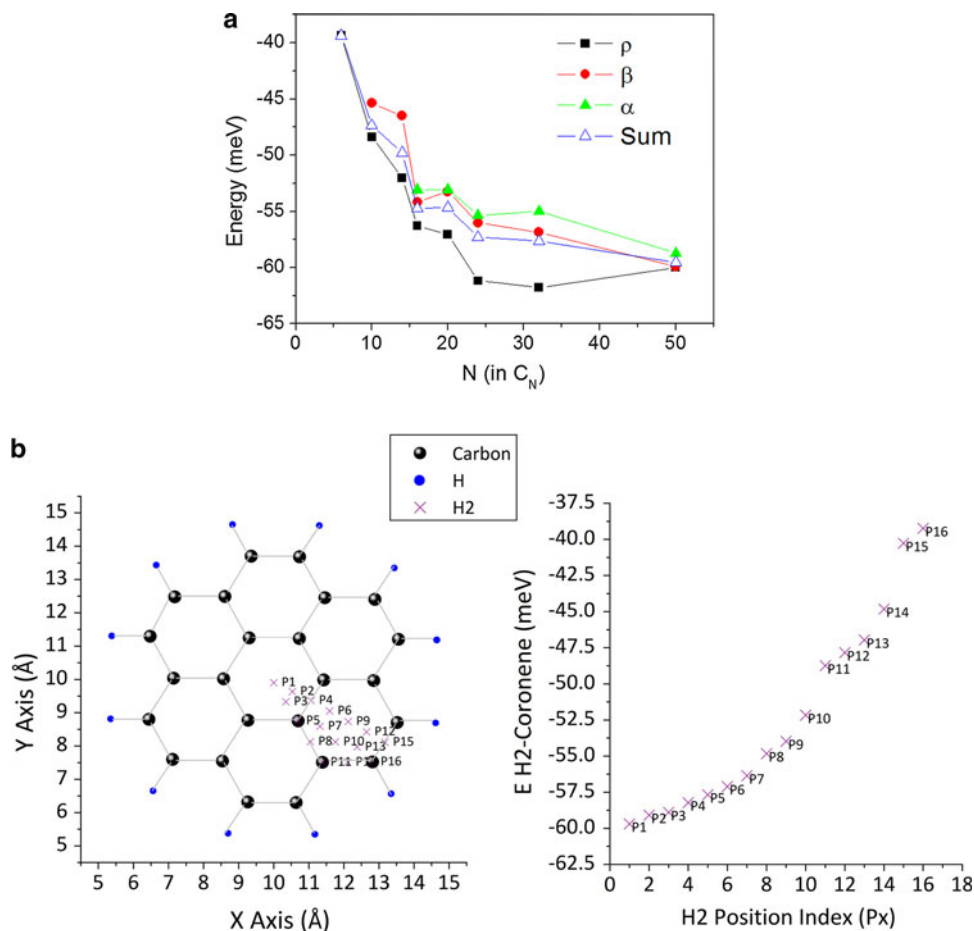 a
-40
-45
-50
-55
-60
-65
Energy (meV)
ρ
β
α
Sum
0 10 20 30 40 50
N (in C_N)
b
Carbon
H
H2
15
14
13
12
11
10
9
8
7
6
5
Y Axis (Å)
P1
P2
P3 P4
P6
P5 P7 P9
P12
P8 P10 P13 P15
P11 P1 P16
5 6 7 8 9 10 11 12 13 14 15
X Axis (Å)
-37.5
-40.0
-42.5
-45.0
-47.5
-50.0
-52.5
-55.0
-57.5
-60.0
-62.5
E H2-Coronene (meV)
P16
P15
P14
P13
P12
P11
P10
P9
P8
P7
P6
P5
P4
P3
P2
P1
0 2 4 6 8 10 12 14 16 18
H2 Position Index (Px)